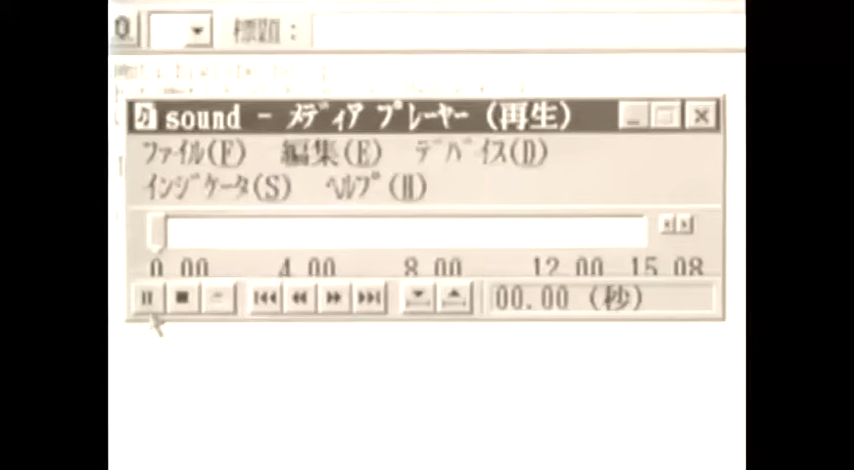 標題：
sound - メディア プレーヤー (再生)
ファイル(F) 編集(E) デバイス(D)
インジケータ(S) ヘルプ(H)
0.00 4.00 8.00 12.00 15.08
00.00 (秒)